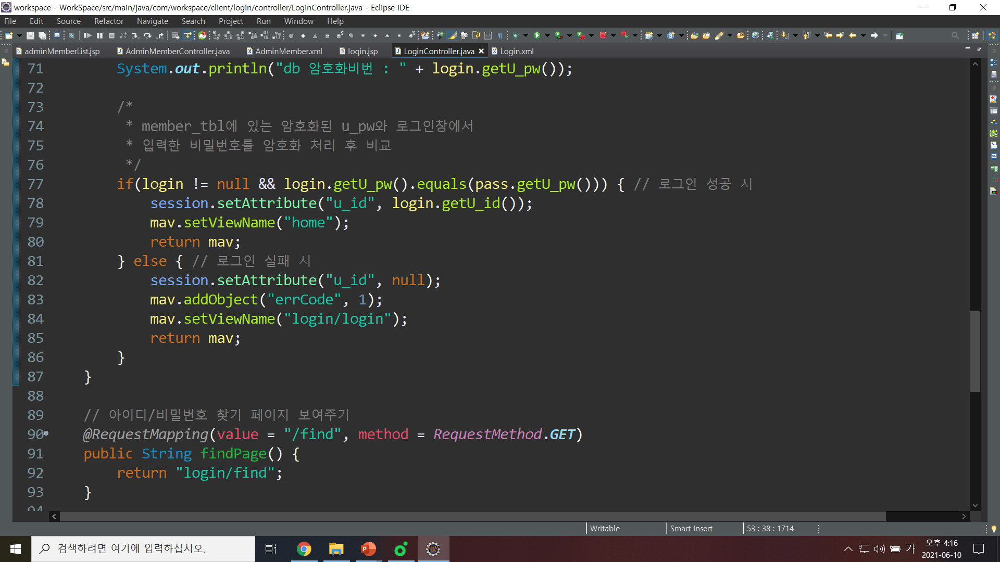 workspace - WorkSpace/src/main/java/com/workspace/client/login/controller/LoginController.java - Eclipse IDE
File Edit Source Refactor Navigate Search Project Run Window Help
adminMemberList.jsp AdminMemberController.java AdminMember.xml login.jsp LoginController.java Login.xml
71 System.out.println("db 암호화비번 : " + login.getU_pw());
72
73 /*
74 * member_tbl에 있는 암호화된 u_pw와 로그인창에서
75 * 입력한 비밀번호를 암호화 처리 후 비교
76 */
77 if(login != null && login.getU_pw().equals(pass.getU_pw())) { // 로그인 성공 시
78 session.setAttribute("u_id", login.getU_id());
79 mav.setViewName("home");
80 return mav;
81 } else { // 로그인 실패 시
82 session.setAttribute("u_id", null);
83 mav.addObject("errCode", 1);
84 mav.setViewName("login/login");
85 return mav;
86 }
87 }
88
89 // 아이디/비밀번호 찾기 페이지 보여주기
90 @RequestMapping(value = "/find", method = RequestMethod.GET)
91 public String findPage() {
92 return "login/find";
93 }
94
Writable Smart Insert 53 : 38 : 1714
검색하려면 여기에 입력하십시오.
가 오후 4:16
2021-06-10